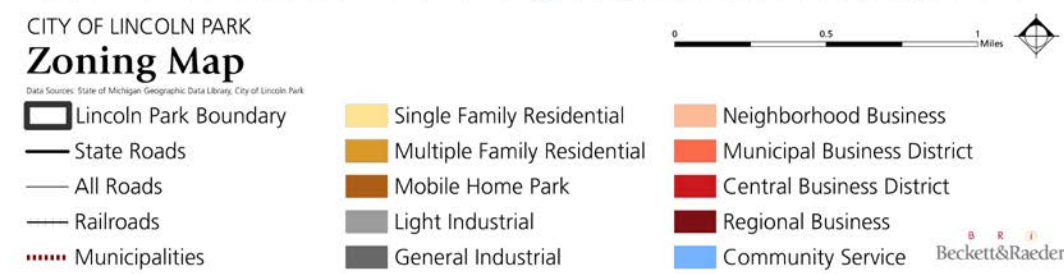 CITY OF LINCOLN PARK
Zoning Map
Data Sources: State of Michigan Geographic Data Library, City of Lincoln Park
0 0.5 1
Miles
Lincoln Park Boundary
State Roads
All Roads
Railroads
Municipalities
Single Family Residential
Multiple Family Residential
Mobile Home Park
Light Industrial
General Industrial
Neighborhood Business
Municipal Business District
Central Business District
Regional Business
Community Service
B R i
Beckett&Raeder